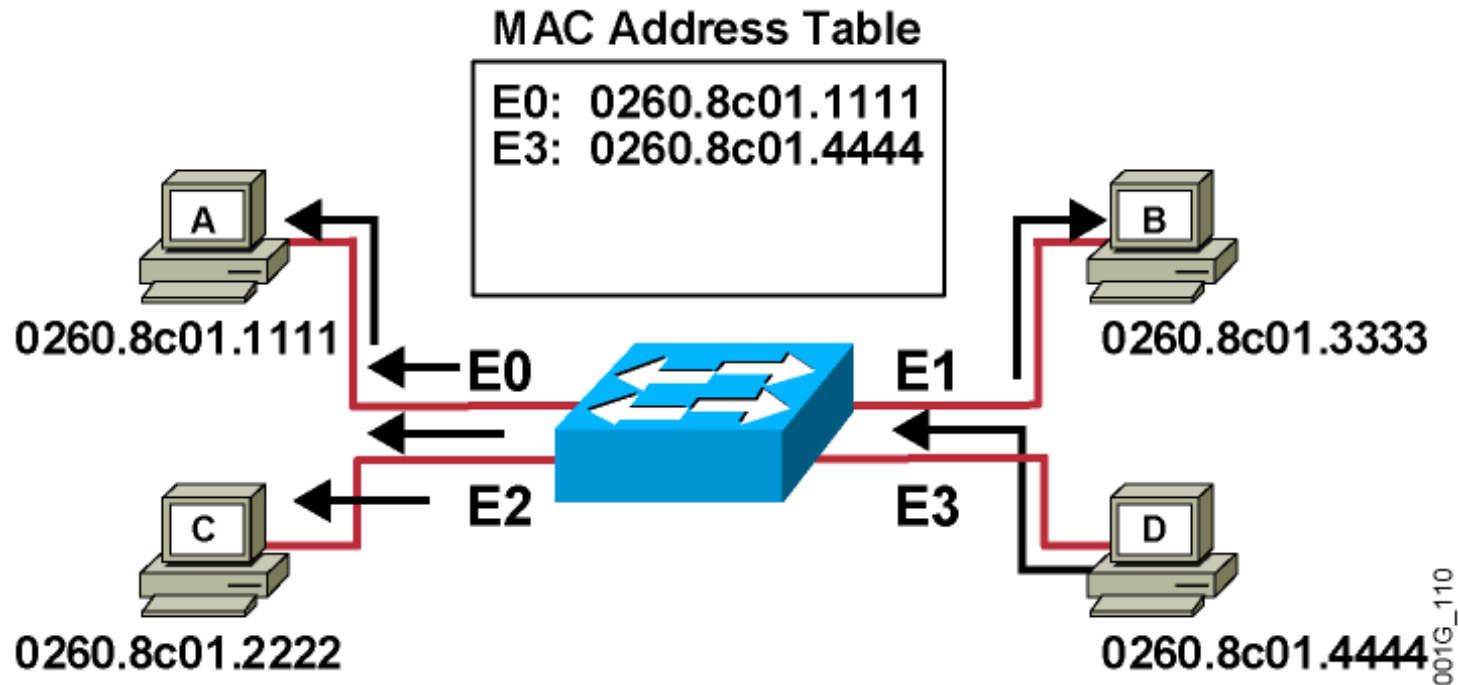 MAC Address Table
E0: 0260.8c01.1111
E3: 0260.8c01.4444
A
B
0260.8c01.1111
0260.8c01.3333
E0
E1
E2
E3
C
D
0260.8c01.2222
0260.8c01.4444
001G_110